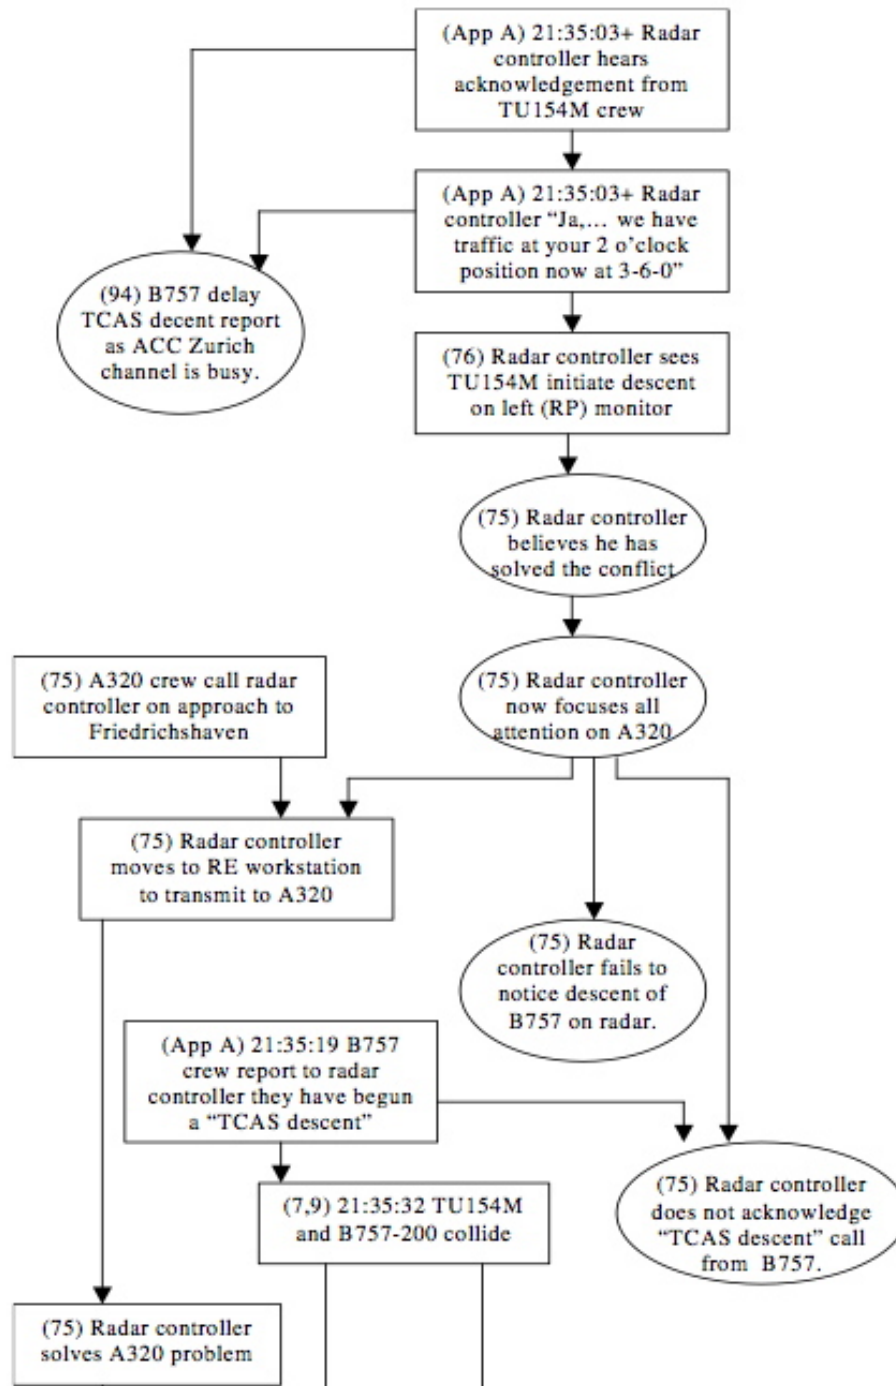 (App A) 21:35:03+ Radar
controller hears
acknowledgement from
TU154M crew
(App A) 21:35:03+ Radar
controller “Ja,… we have
traffic at your 2 o’clock
position now at 3-6-0”
(94) B757 delay
TCAS decent report
as ACC Zurich
channel is busy.
(76) Radar controller sees
TU154M initiate descent
on left (RP) monitor
(75) Radar controller
believes he has
solved the conflict
(75) A320 crew call radar
controller on approach to
Friedrichshaven
(75) Radar controller
now focuses all
attention on A320
(75) Radar controller
moves to RE workstation
to transmit to A320
(75) Radar
controller fails to
notice descent of
B757 on radar.
(App A) 21:35:19 B757
crew report to radar
controller they have begun
a “TCAS descent”
(7,9) 21:35:32 TU154M
and B757-200 collide
(75) Radar controller
does not acknowledge
“TCAS descent” call
from B757.
(75) Radar controller
solves A320 problem